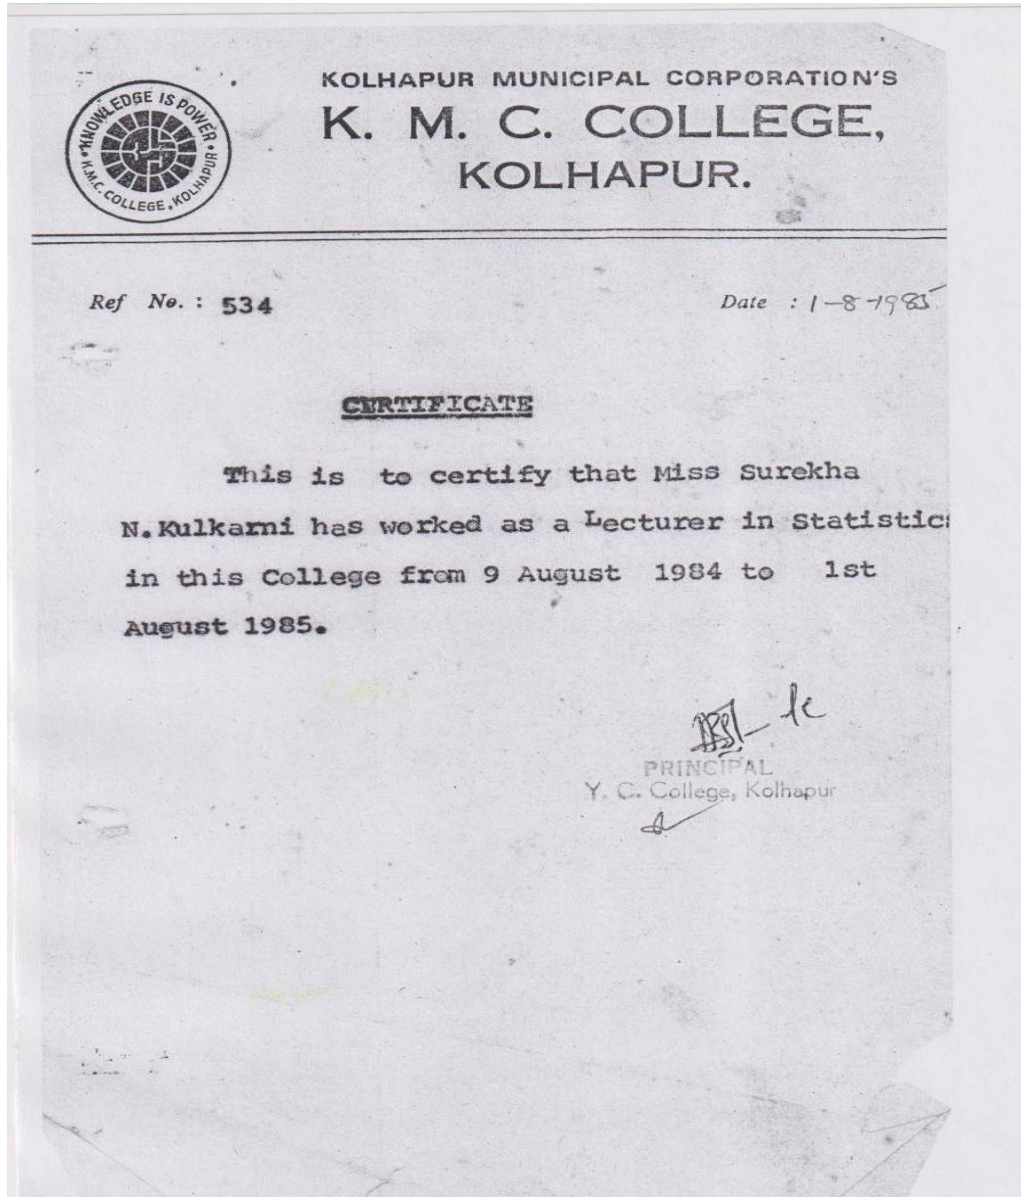 KOLHAPUR MUNICIPAL CORPORATION'S
K. M. C. COLLEGE,
KOLHAPUR.
KNOWLEDGE IS POWER
K.M.C. COLLEGE, KOLHAPUR
Ref No. : 534
Date : 1-8-1985
CERTIFICATE
This is to certify that Miss Surekha
N.Kulkarni has worked as a Lecturer in Statistics
in this College from 9 August 1984 to 1st
August 1985.
PRINCIPAL
Y. C. College, Kolhapur